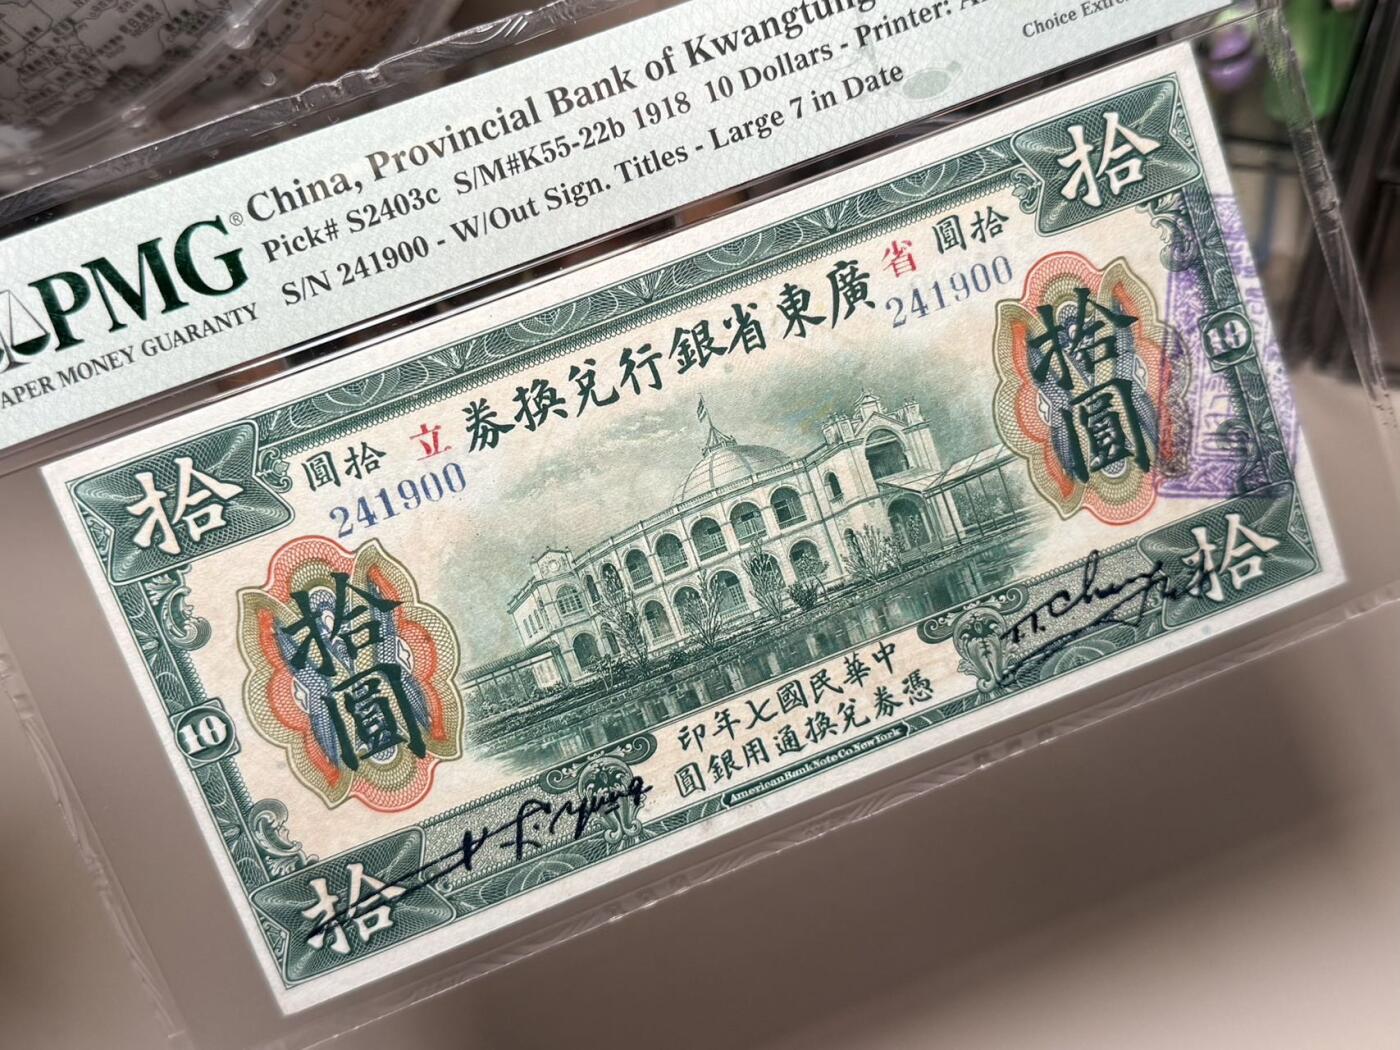 PMG®
PAPER MONEY GUARANTY
China, Provincial Bank of Kwangtung
Pick# S2403c S/M#K55-22b 1918 10 Dollars - Printer:
S/N 241900 - W/Out Sign. Titles - Large 7 in Date
Choice
拾
拾
圓拾 省
241900
廣東省銀行兌換券
立 圓拾
241900
拾圓
拾圓
10
10
中華民國七年印
憑券兌換通用銀圓
American Bank Note Co. New York
拾
拾